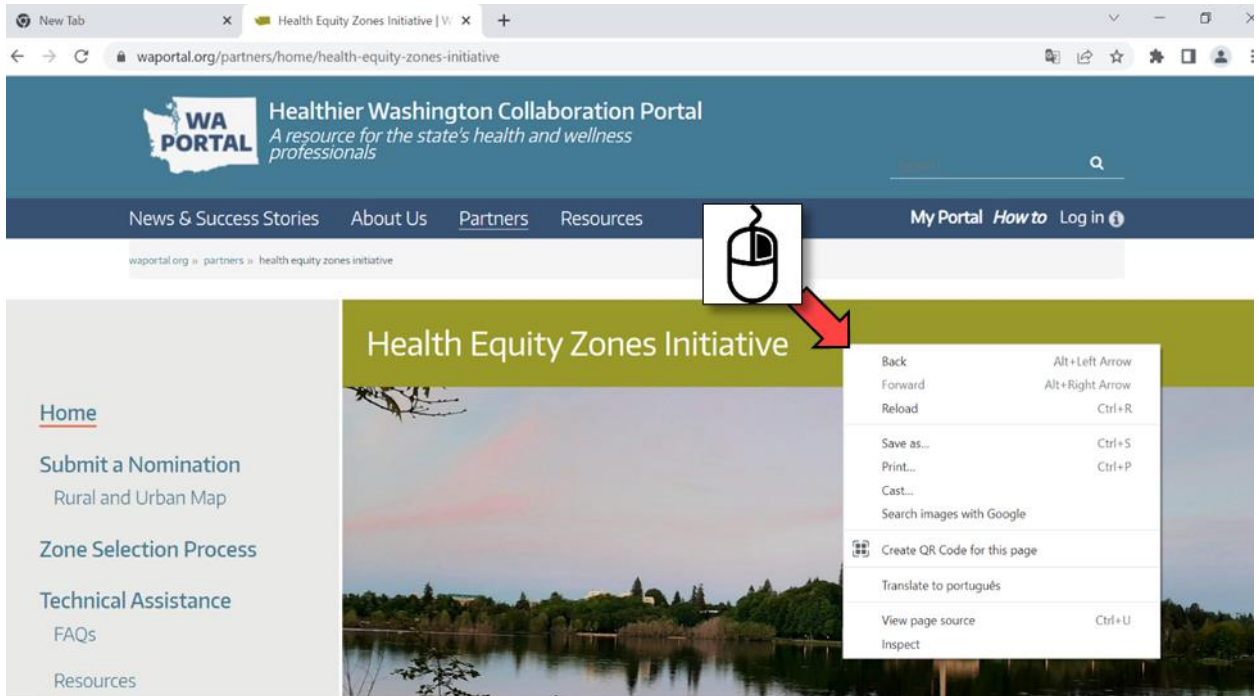 New Tab
Health Equity Zones Initiative | W
waportal.org/partners/home/health-equity-zones-initiative
WA
PORTAL
Healthier Washington Collaboration Portal
A resource for the state's health and wellness
professionals
News & Success Stories About Us Partners Resources
My Portal How to Log in
waportal.org » partners » health equity zones initiative
Health Equity Zones Initiative
Home
Submit a Nomination
Rural and Urban Map
Zone Selection Process
Technical Assistance
FAQs
Resources
Back Alt+Left Arrow
Forward Alt+Right Arrow
Reload Ctrl+R
Save as... Ctrl+S
Print... Ctrl+P
Cast...
Search images with Google
Create QR Code for this page
Translate to português
View page source Ctrl+U
Inspect